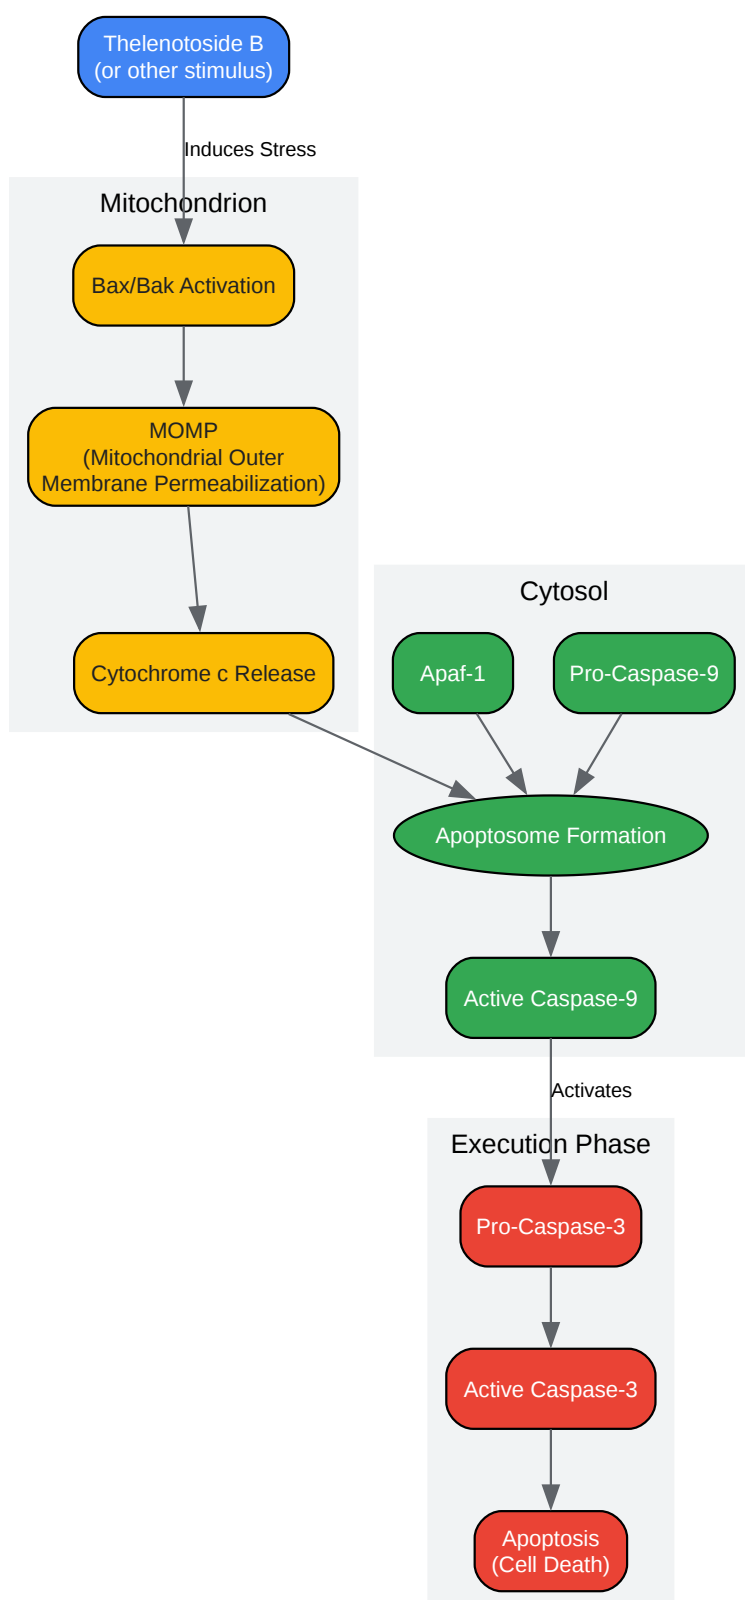 Thelenotoside B
(or other stimulus)
Induces Stress
Mitochondrion
Bax/Bak Activation
MOMP
(Mitochondrial Outer
Membrane Permeabilization)
Cytochrome c Release
Cytosol
Apaf-1
Pro-Caspase-9
Apoptosome Formation
Active Caspase-9
Activates
Execution Phase
Pro-Caspase-3
Active Caspase-3
Apoptosis
(Cell Death)